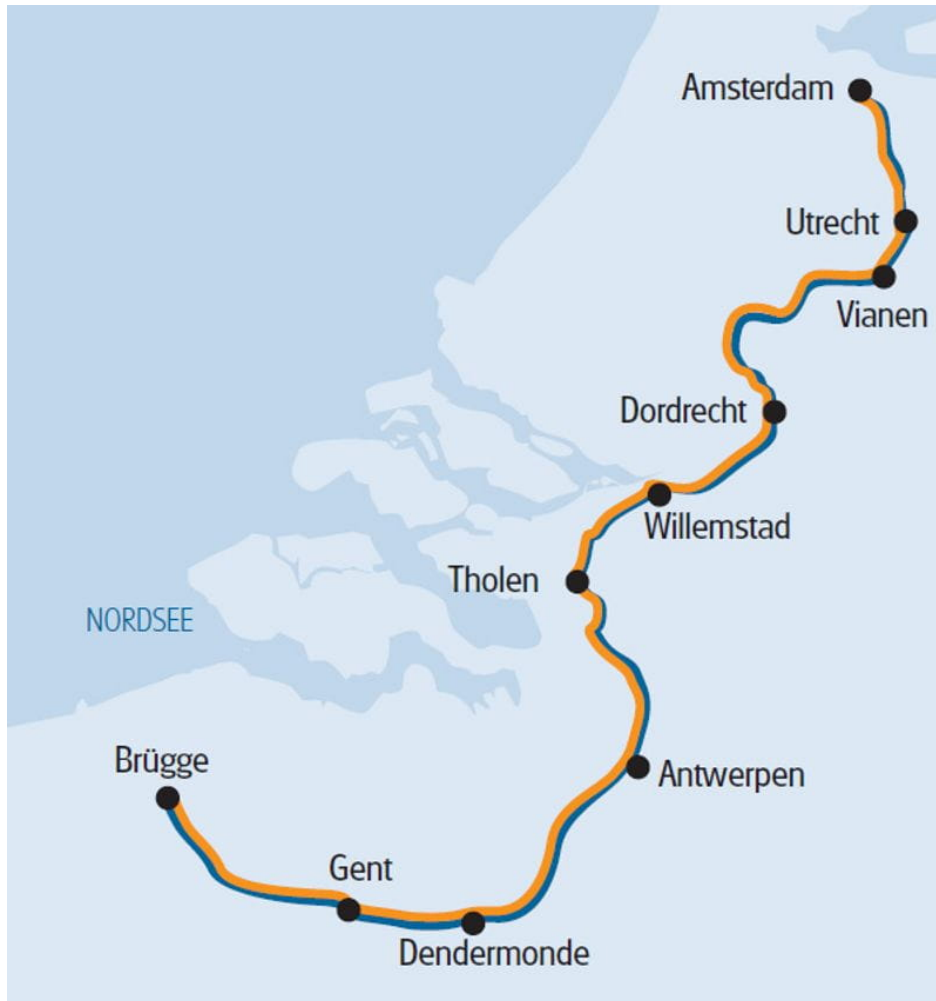 Amsterdam
Utrecht
Vianen
Dordrecht
Willemstad
Tholen
NORDSEE
Brügge
Antwerpen
Gent
Dendermonde